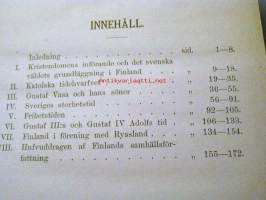 INNEHÅLL.
Inledning . . . . sid. 1—8.
I. Kristendomens införande och det svenska
väldets grundläggning i Finland . . „ 9—18.
II. Katolska tidehvarfvet . . . „ 19—35.
III. Gustaf Vasa och hans söner . . „ 36—55.
IV. Sveriges storhetstid . . . „ 56—91.
V. Frihetstiden . . . . „ 92—105.
VI. Gustaf III:s och Gustaf IV Adolfs tid . „ 106—133.
VII. Finland i förening med Ryssland . . „ 134—154.
VIII. Hufvuddragen af Finlands samhällsför-
fattning . . . . „ 155—172.